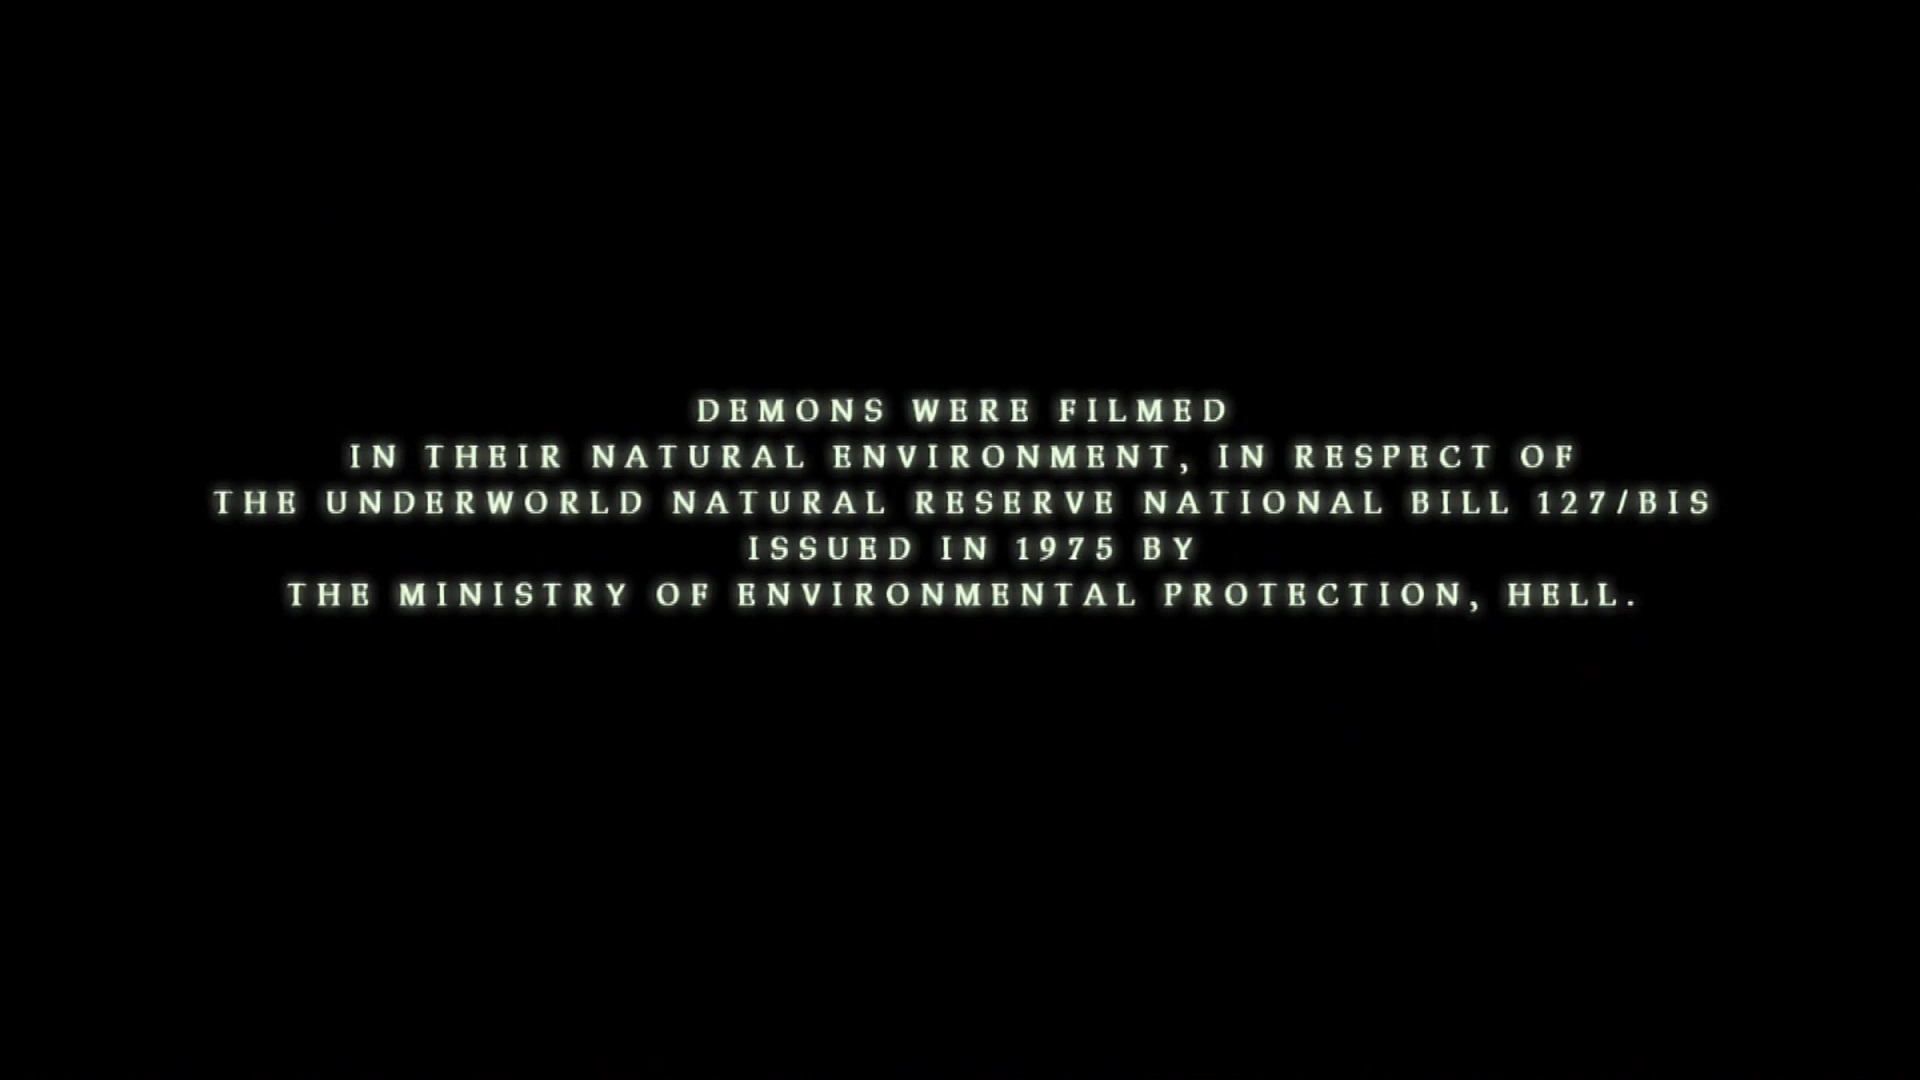 DEMONS WERE FILMED
IN THEIR NATURAL ENVIRONMENT, IN RESPECT OF
THE UNDERWORLD NATURAL RESERVE NATIONAL BILL 127/BIS
ISSUED IN 1975 BY
THE MINISTRY OF ENVIRONMENTAL PROTECTION, HELL.